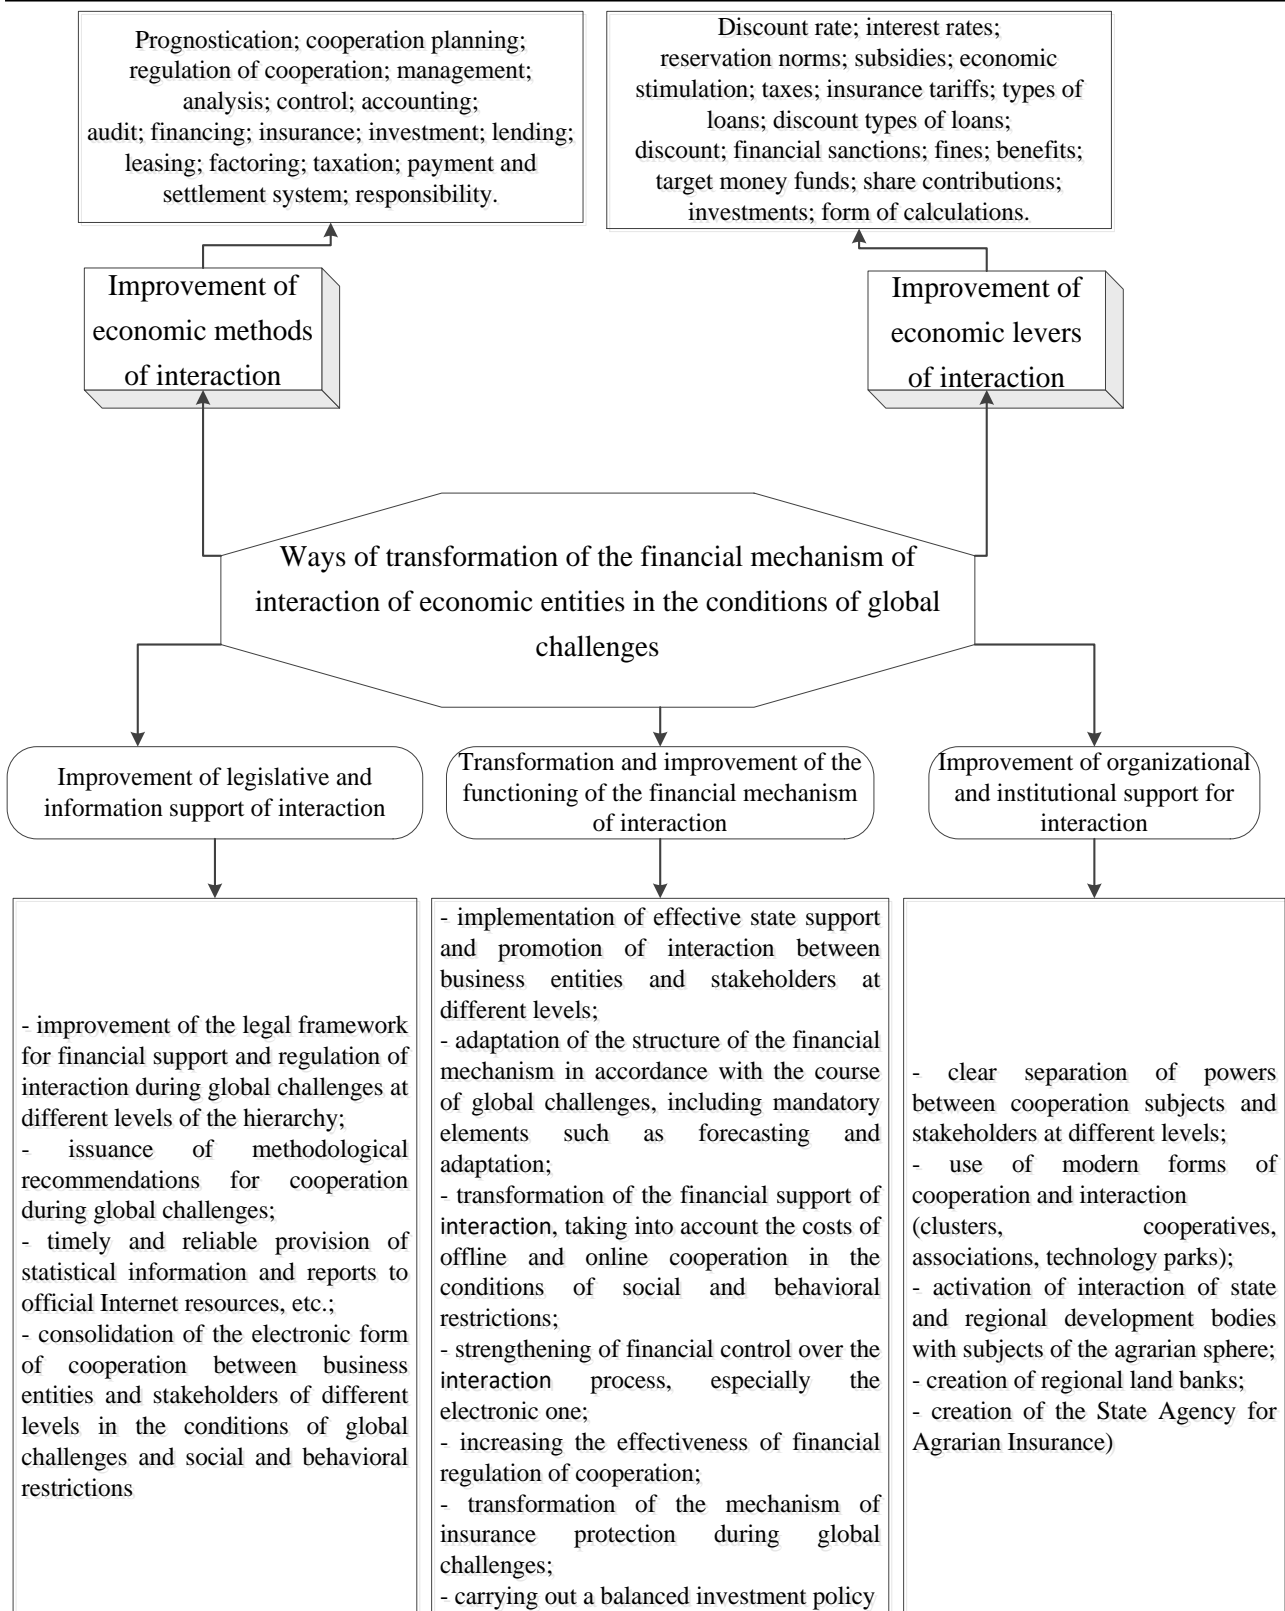 Prognostication; cooperation planning;
regulation of cooperation; management;
analysis; control; accounting;
audit; financing; insurance; investment; lending;
leasing; factoring; taxation; payment and
settlement system; responsibility.
Discount rate; interest rates;
reservation norms; subsidies; economic
stimulation; taxes; insurance tariffs; types of
loans; discount types of loans;
discount; financial sanctions; fines; benefits;
target money funds; share contributions;
investments; form of calculations.
Improvement of
economic methods
of interaction
Improvement of
economic levers
of interaction
Ways of transformation of the financial mechanism of
interaction of economic entities in the conditions of global
challenges
Improvement of legislative and
information support of interaction
Transformation and improvement of the
functioning of the financial mechanism
of interaction
Improvement of organizational
and institutional support for
interaction
- improvement of the legal framework
for financial support and regulation of
interaction during global challenges at
different levels of the hierarchy;
- issuance of methodological
recommendations for cooperation
during global challenges;
- timely and reliable provision of
statistical information and reports to
official Internet resources, etc.;
- consolidation of the electronic form
of cooperation between business
entities and stakeholders of different
levels in the conditions of global
challenges and social and behavioral
restrictions
- implementation of effective state support
and promotion of interaction between
business entities and stakeholders at
different levels;
- adaptation of the structure of the financial
mechanism in accordance with the course
of global challenges, including mandatory
elements such as forecasting and
adaptation;
- transformation of the financial support of
interaction, taking into account the costs of
offline and online cooperation in the
conditions of social and behavioral
restrictions;
- strengthening of financial control over the
interaction process, especially the
electronic one;
- increasing the effectiveness of financial
regulation of cooperation;
- transformation of the mechanism of
insurance protection during global
challenges;
- carrying out a balanced investment policy
- clear separation of powers
between cooperation subjects and
stakeholders at different levels;
- use of modern forms of
cooperation and interaction
(clusters, cooperatives,
associations, technology parks);
- activation of interaction of state
and regional development bodies
with subjects of the agrarian sphere;
- creation of regional land banks;
- creation of the State Agency for
Agrarian Insurance)